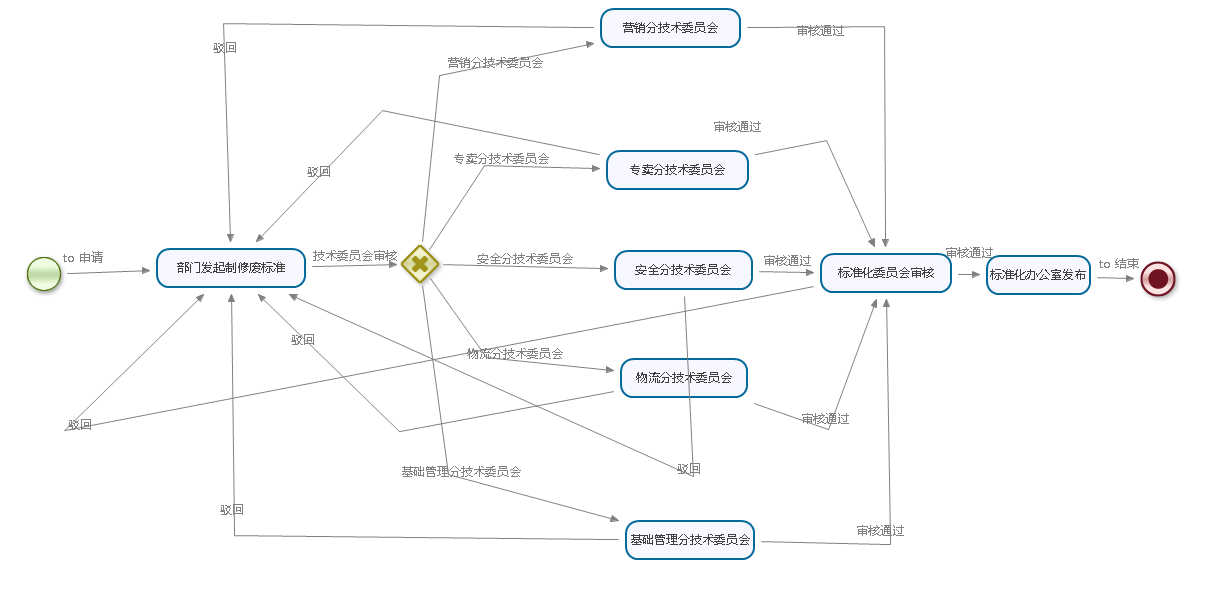 营销分技术委员会
审核通过
驳回
营销分技术委员会
审核通过
专卖分技术委员会
驳回
专卖分技术委员会
to 申请
部门发起制修废标准
技术委员会审核
安全分技术委员会
安全分技术委员会
审核通过
标准化委员会审核
审核通过
标准化办公室发布
to 结束
驳回
物流分技术委员会
物流分技术委员会
驳回
审核通过
基础管理分技术委员会
驳回
驳回
审核通过
基础管理分技术委员会